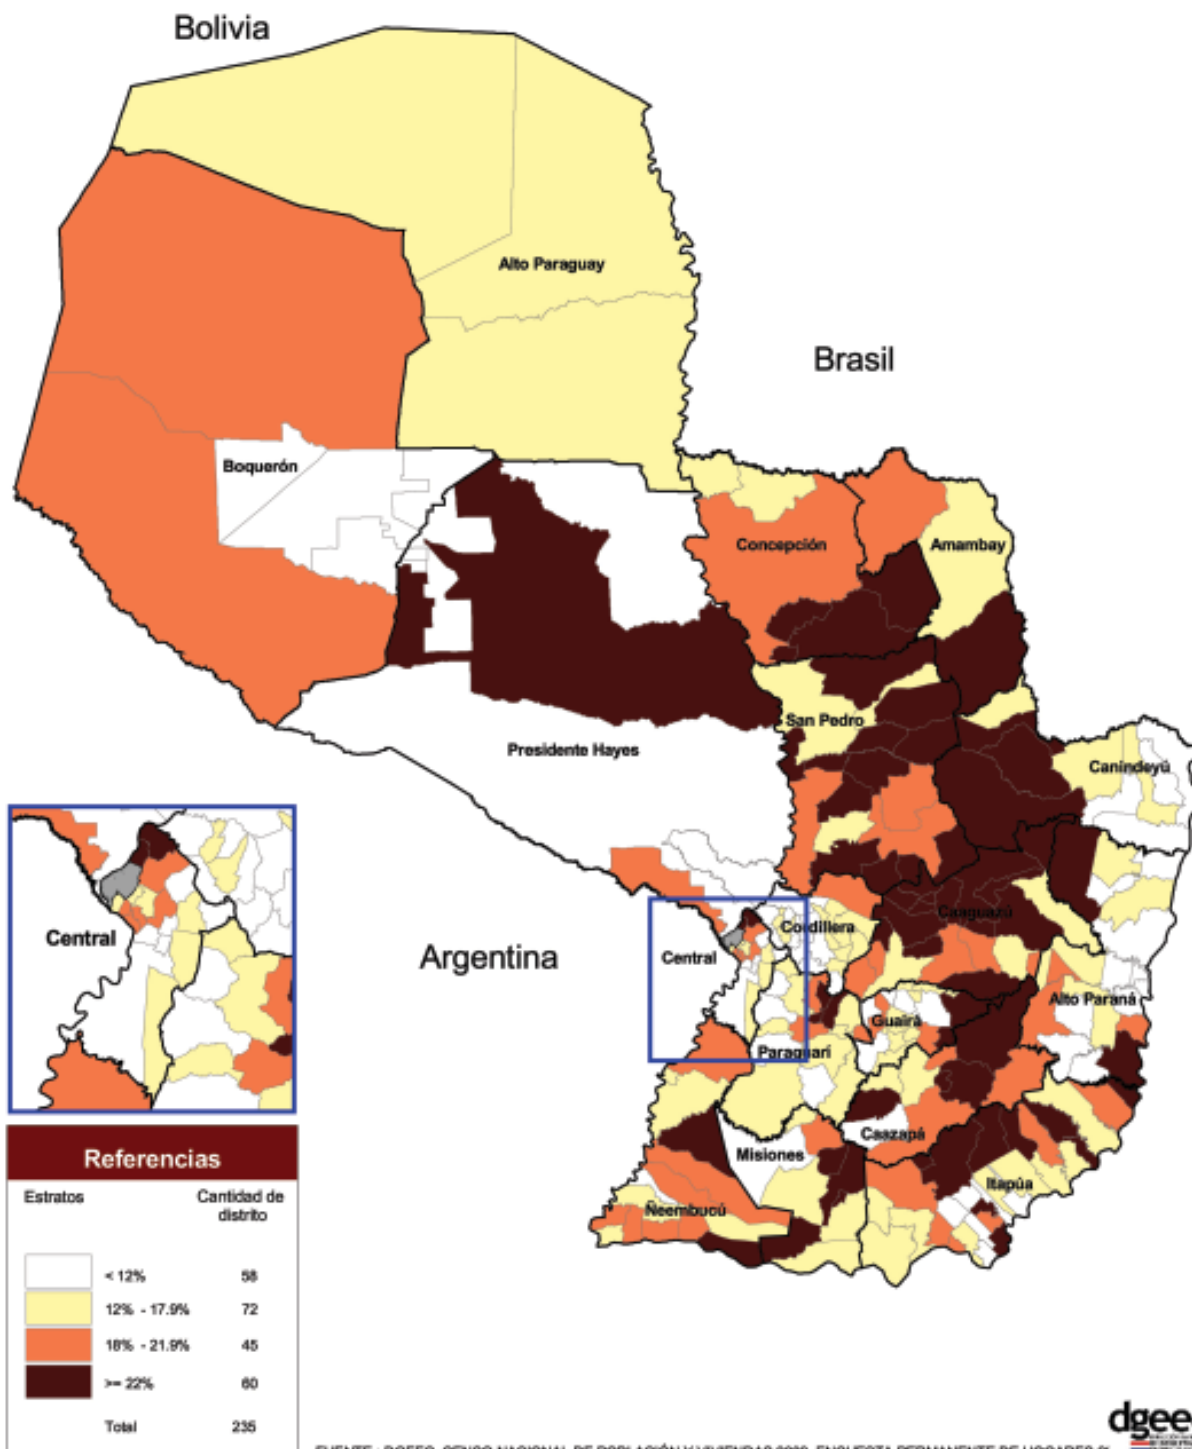 Bolivia
Alto Paraguay
Brasil
Boquerón
Concepción
Amambay
San Pedro
Presidente Hayes
Canindeyú
Caaguazú
Cordillera
Central
Argentina
Central
Alto Paraná
Guairá
Paraguarí
Caazapá
Misiones
Itapúa
Ñeembucú
Referencias
Estratos Cantidad de
distrito
< 12% 58
12% - 17.9% 72
18% - 21.9% 45
>= 22% 60
Total 235
dgee